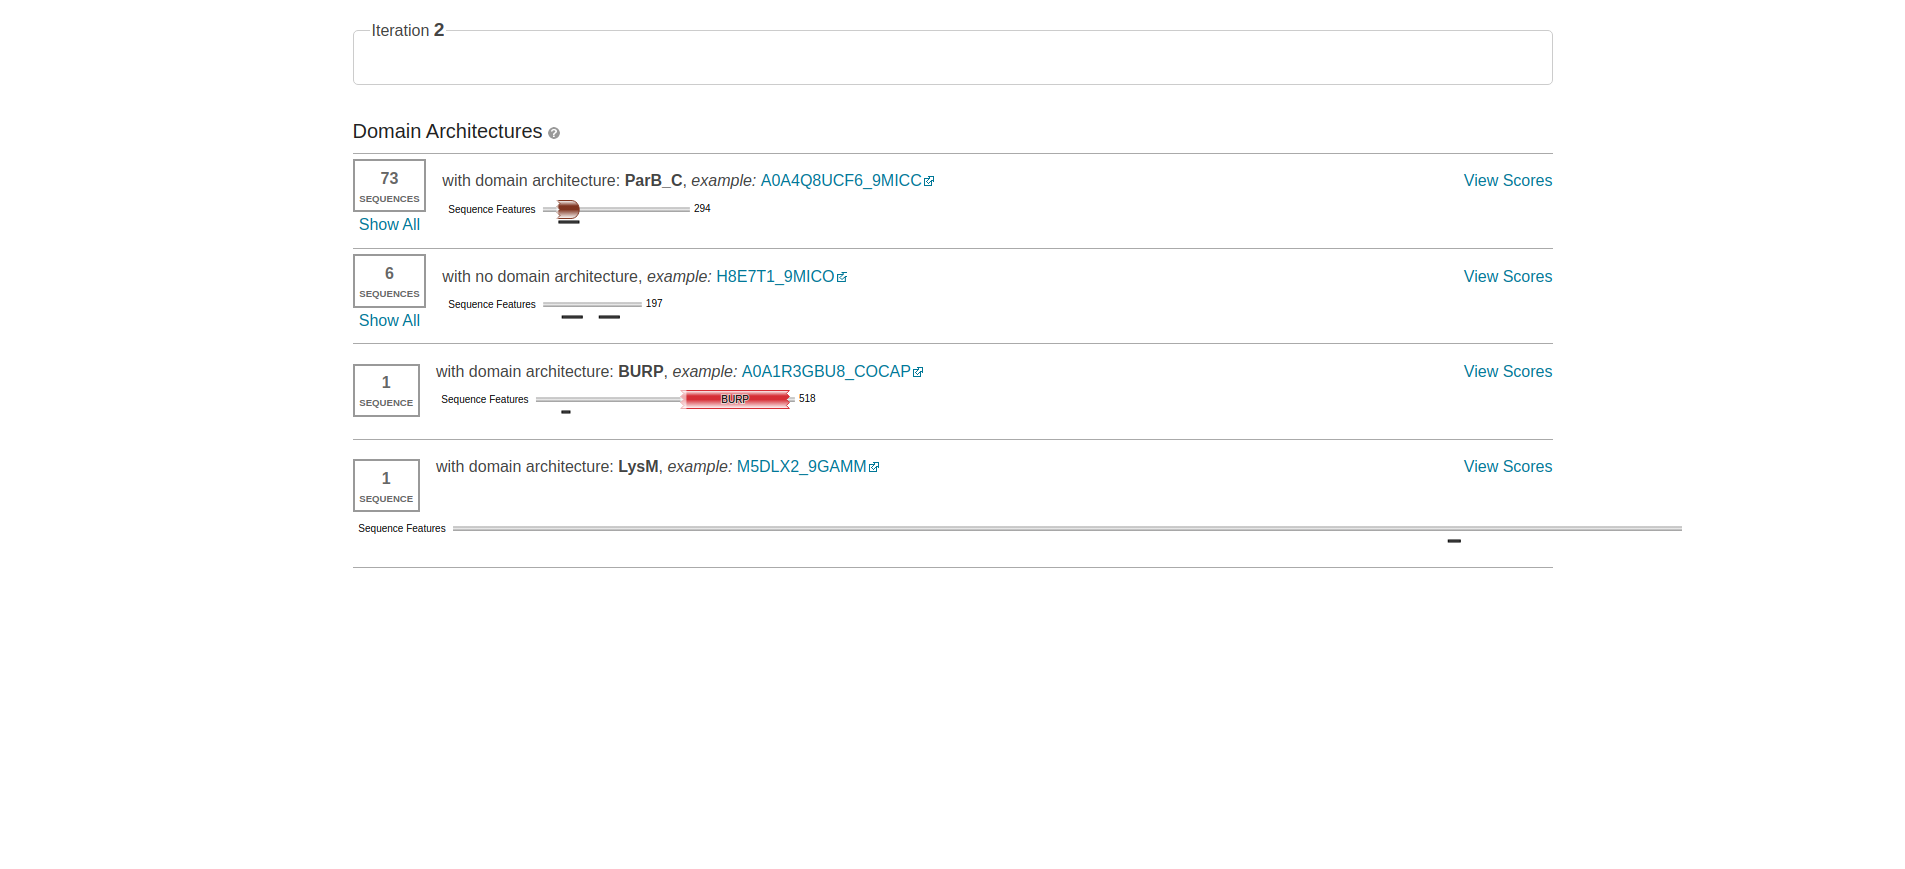 Iteration 2
Domain Architectures ?
73
SEQUENCES
Show All
with domain architecture: ParB_C, example: A0A4Q8UCF6_9MICC
View Scores
Sequence Features
294
6
SEQUENCES
Show All
with no domain architecture, example: H8E7T1_9MICO
View Scores
Sequence Features
197
1
SEQUENCE
with domain architecture: BURP, example: A0A1R3GBU8_COCAP
View Scores
Sequence Features
BURP
518
1
SEQUENCE
with domain architecture: LysM, example: M5DLX2_9GAMM
View Scores
Sequence Features